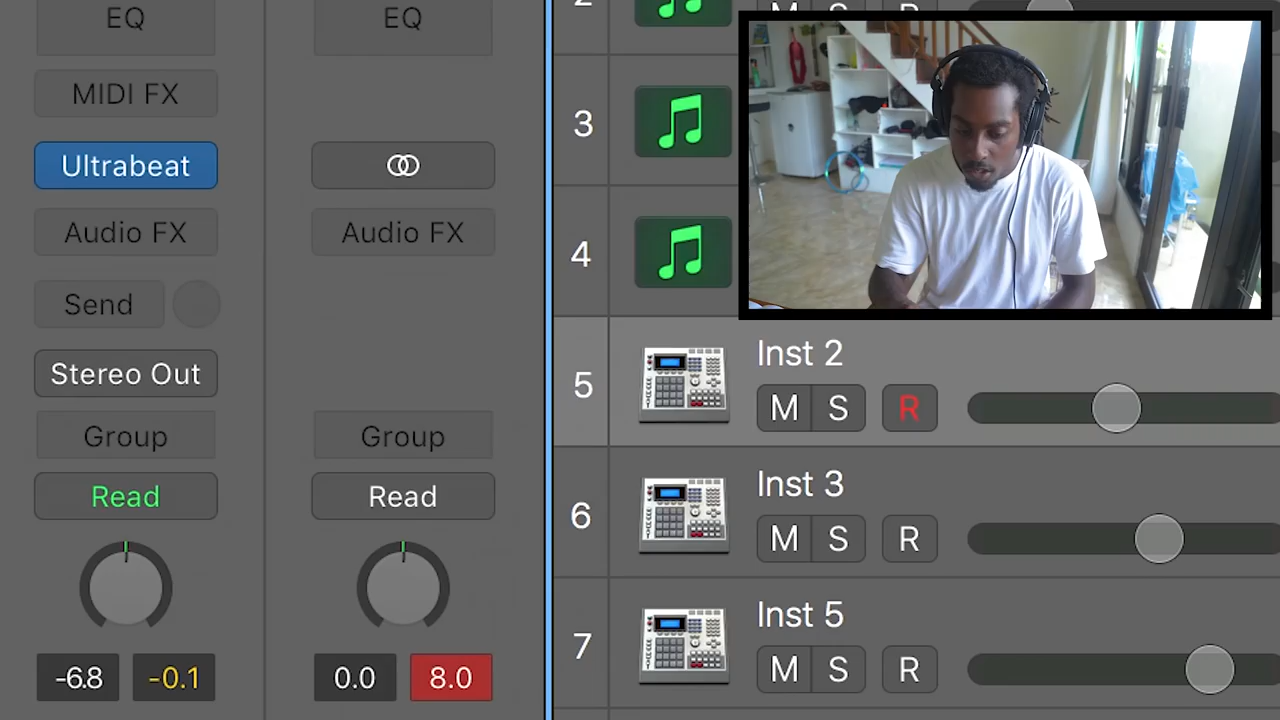 EQ
MIDI FX
Ultrabeat
Audio FX
Send
Stereo Out
Group
Read
-6.8 -0.1
EQ
Audio FX
Group
Read
0.0 8.0
3
4
5
Inst 2
M S R
6
Inst 3
M S R
7
Inst 5
M S R